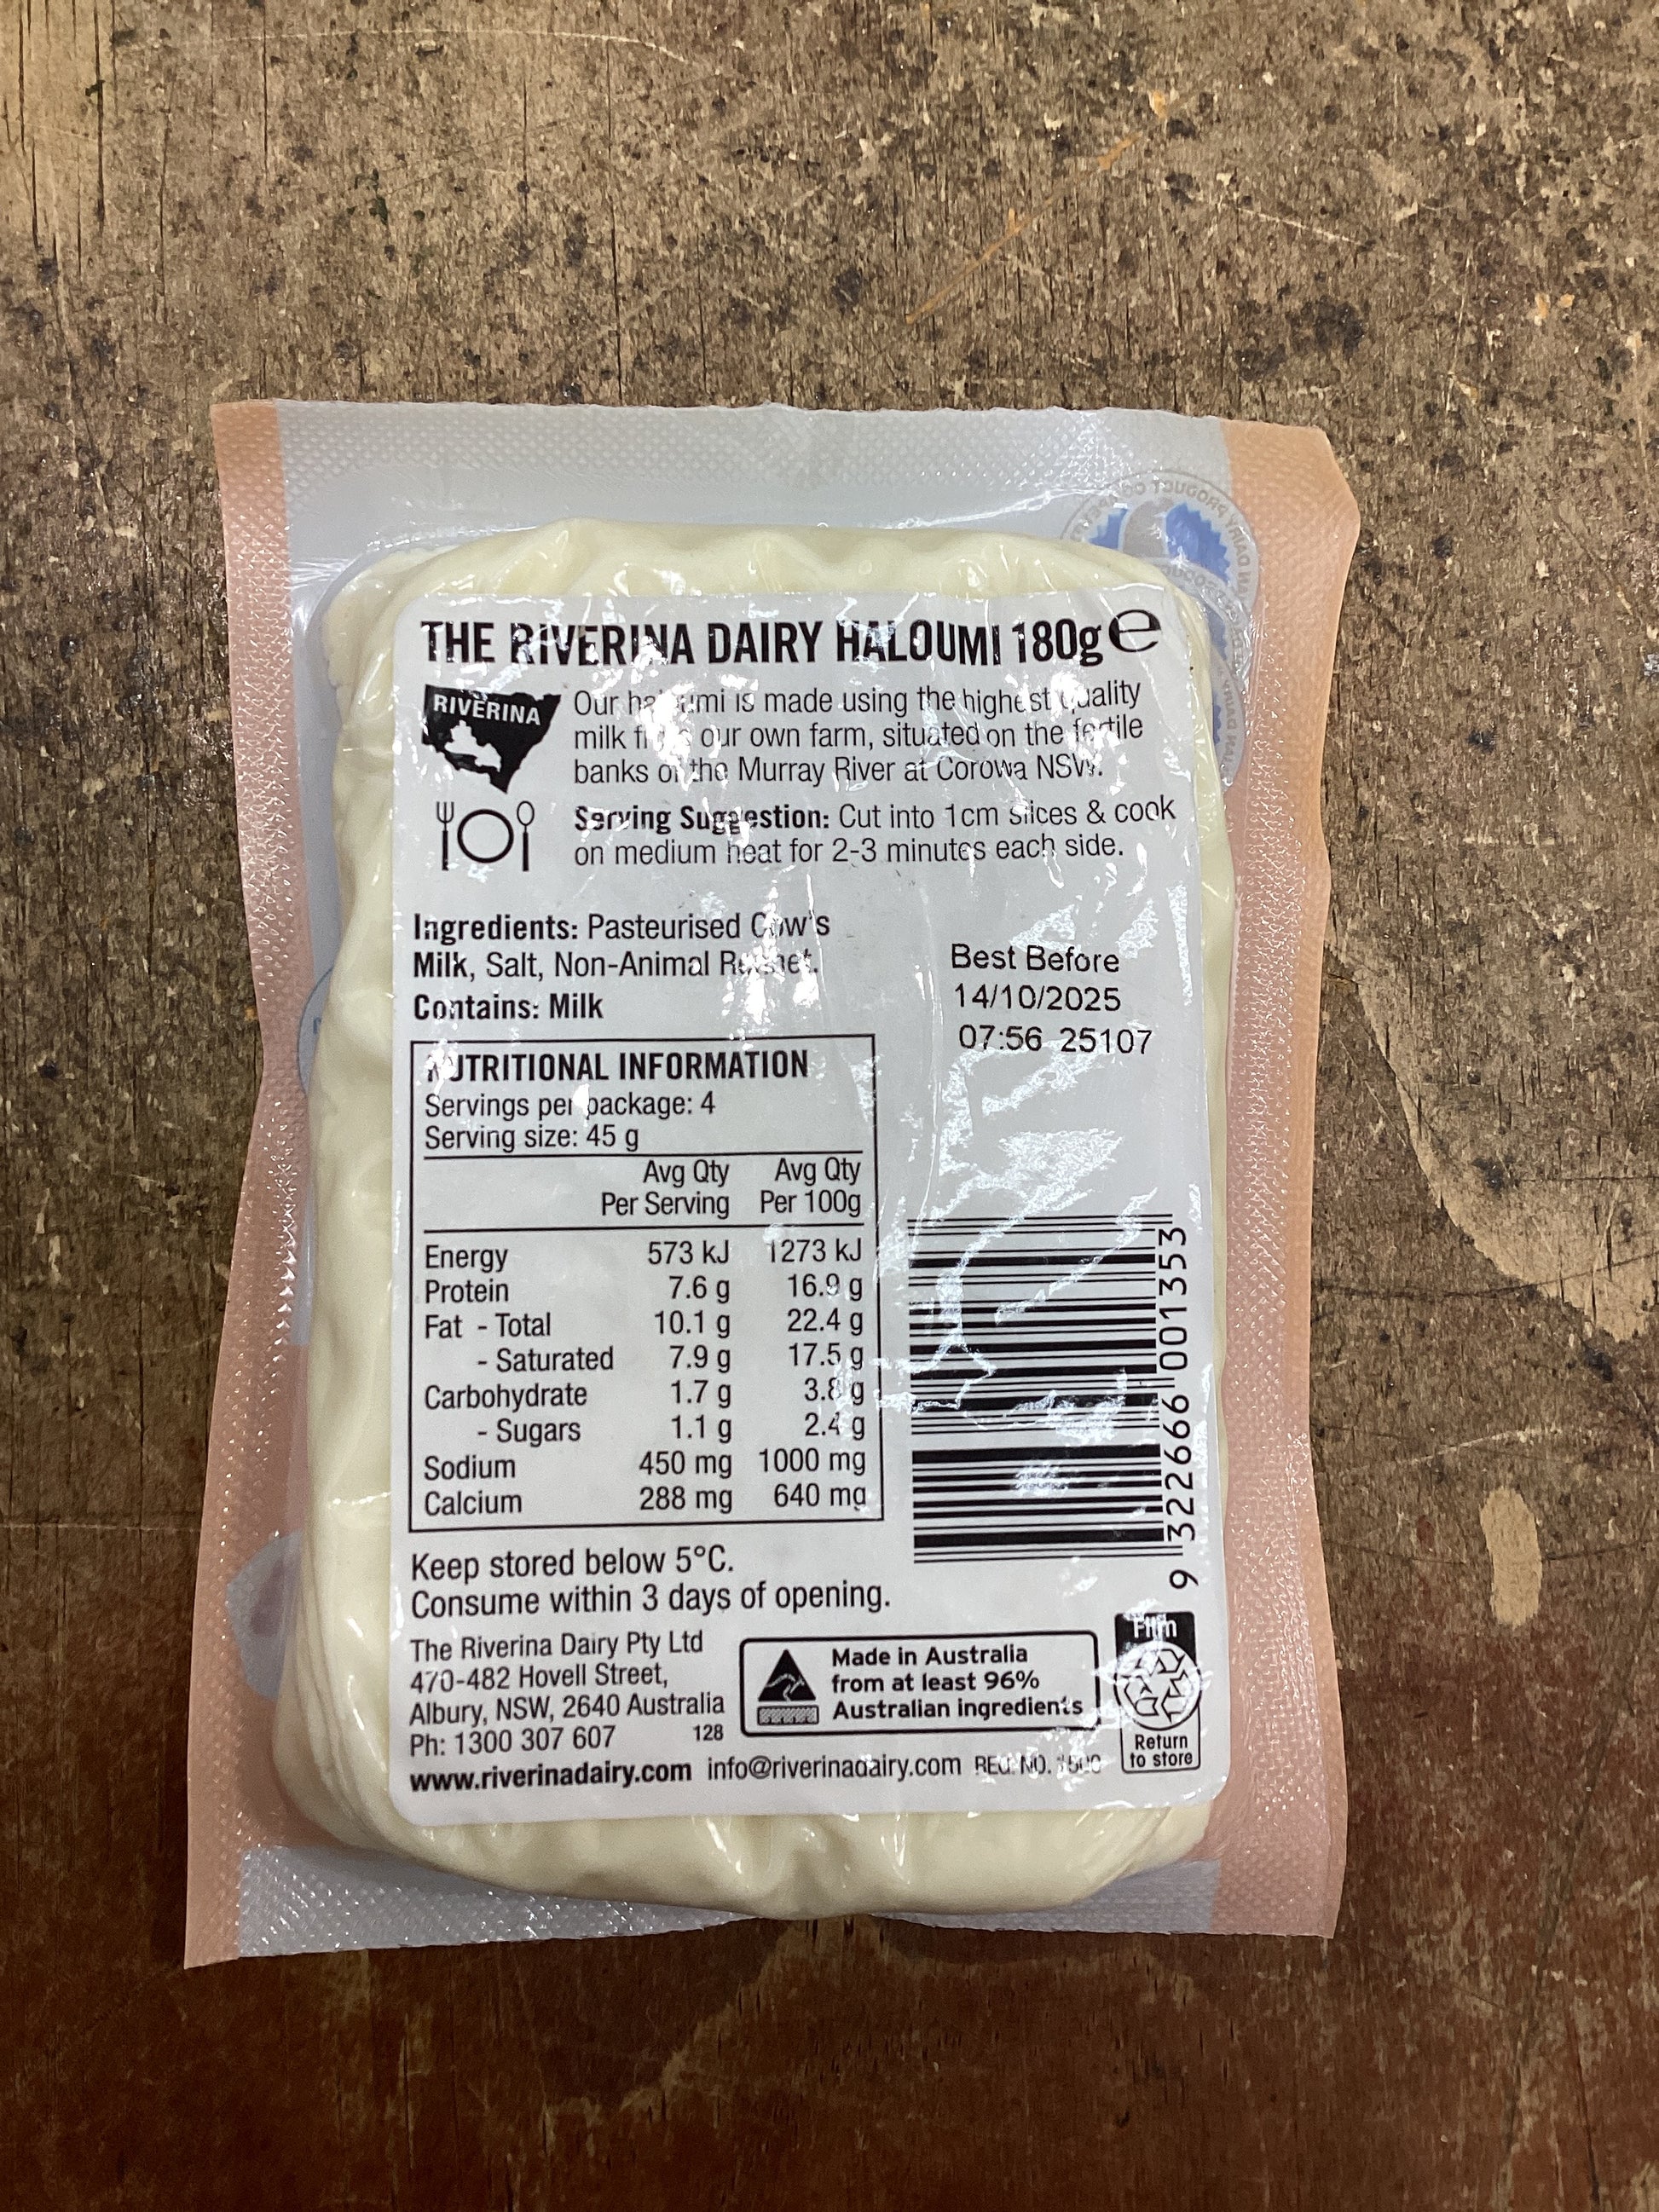 THE RIVERINA DAIRY HALOUMI 180g ℮
RIVERINA
Our haloumi is made using the highest quality
milk from our own farm, situated on the fertile
banks of the Murray River at Corowa NSW.
Serving Suggestion: Cut into 1cm slices & cook
on medium heat for 2-3 minutes each side.
Ingredients: Pasteurised Cow's
Milk, Salt, Non-Animal Rennet.
Contains: Milk
Best Before
14/10/2025
07:56 25107
NUTRITIONAL INFORMATION
Servings per package: 4
Serving size: 45 g
Avg Qty Avg Qty
Per Serving Per 100g
Energy 573 kJ 1273 kJ
Protein 7.6 g 16.9 g
Fat - Total 10.1 g 22.4 g
- Saturated 7.9 g 17.5 g
Carbohydrate 1.7 g 3.8 g
- Sugars 1.1 g 2.4 g
Sodium 450 mg 1000 mg
Calcium 288 mg 640 mg
9 322666 001353
Keep stored below 5°C.
Consume within 3 days of opening.
The Riverina Dairy Pty Ltd
470-482 Hovell Street,
Albury, NSW, 2640 Australia
Ph: 1300 307 607 128
www.riverinadairy.com info@riverinadairy.com REG. NO.
Made in Australia
from at least 96%
Australian ingredients
Film
Return
to store